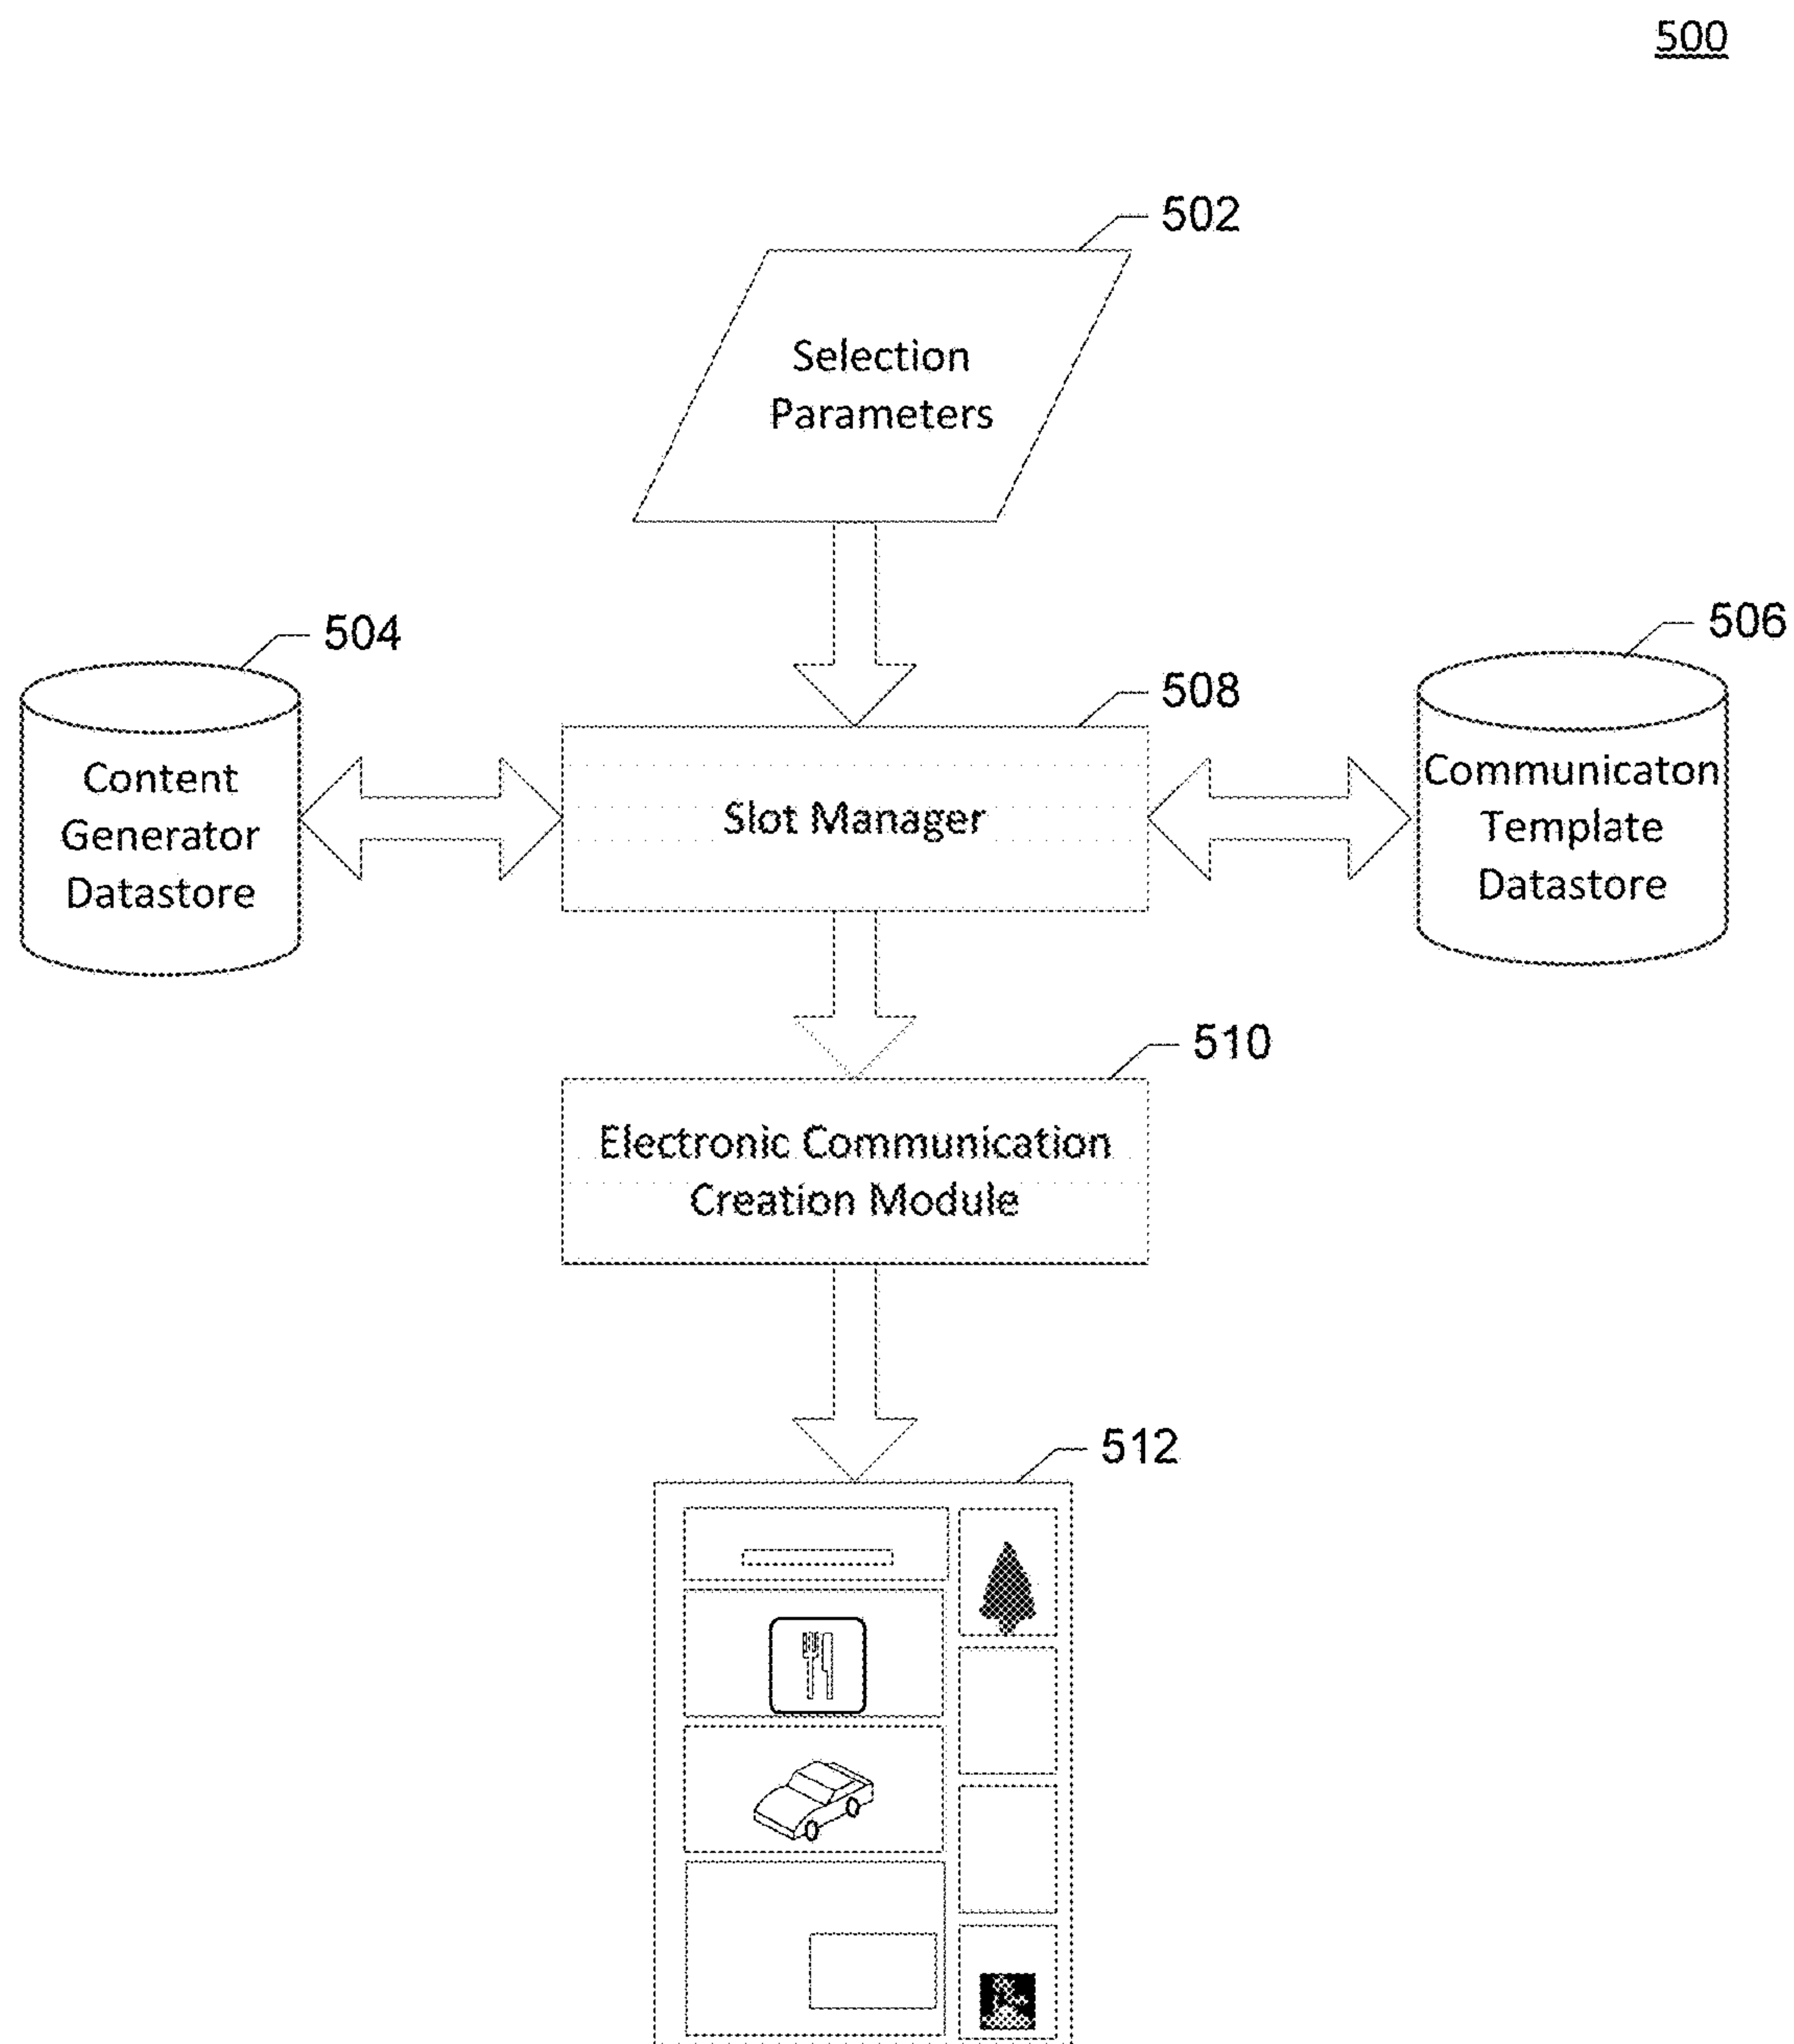 500
502
Selection
Parameters
504
506
508
Content
Generator
Datastore
Slot Manager
Communicaton
Template
Datastore
510
Electronic Communication
Creation Module
512